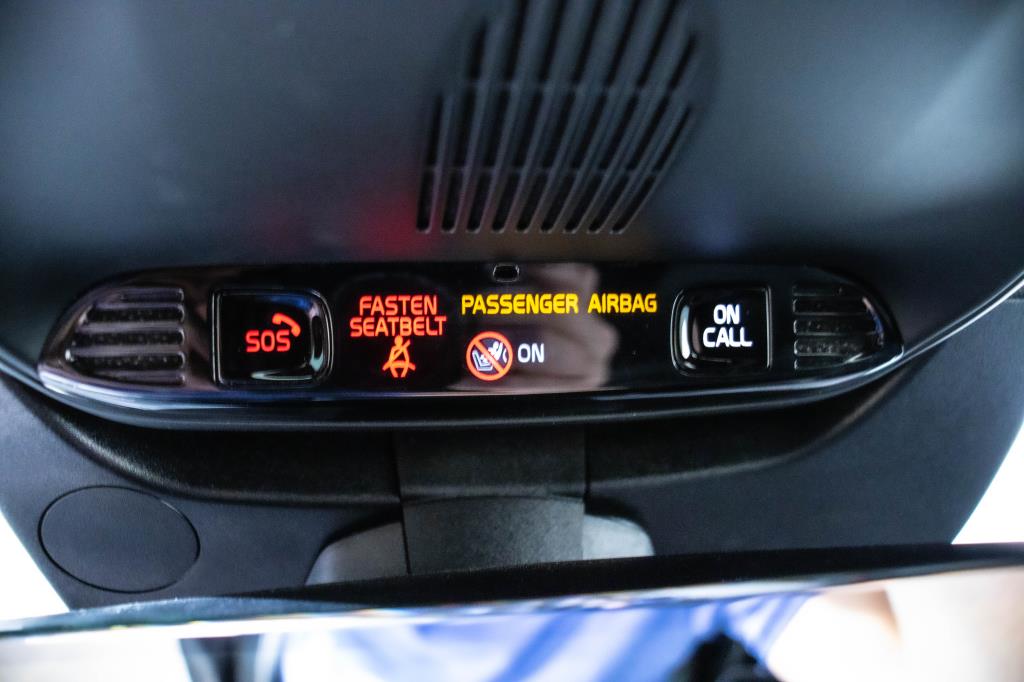 SOS
FASTEN
SEATBELT
PASSENGER AIRBAG
ON
ON
CALL